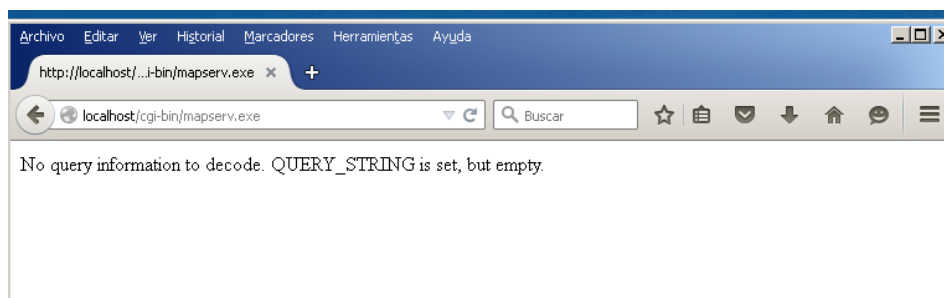 Archivo Editar Ver Historial Marcadores Herramientas Ayuda
http://localhost/...i-bin/mapserv.exe
localhost/cgi-bin/mapserv.exe Buscar
No query information to decode. QUERY_STRING is set, but empty.